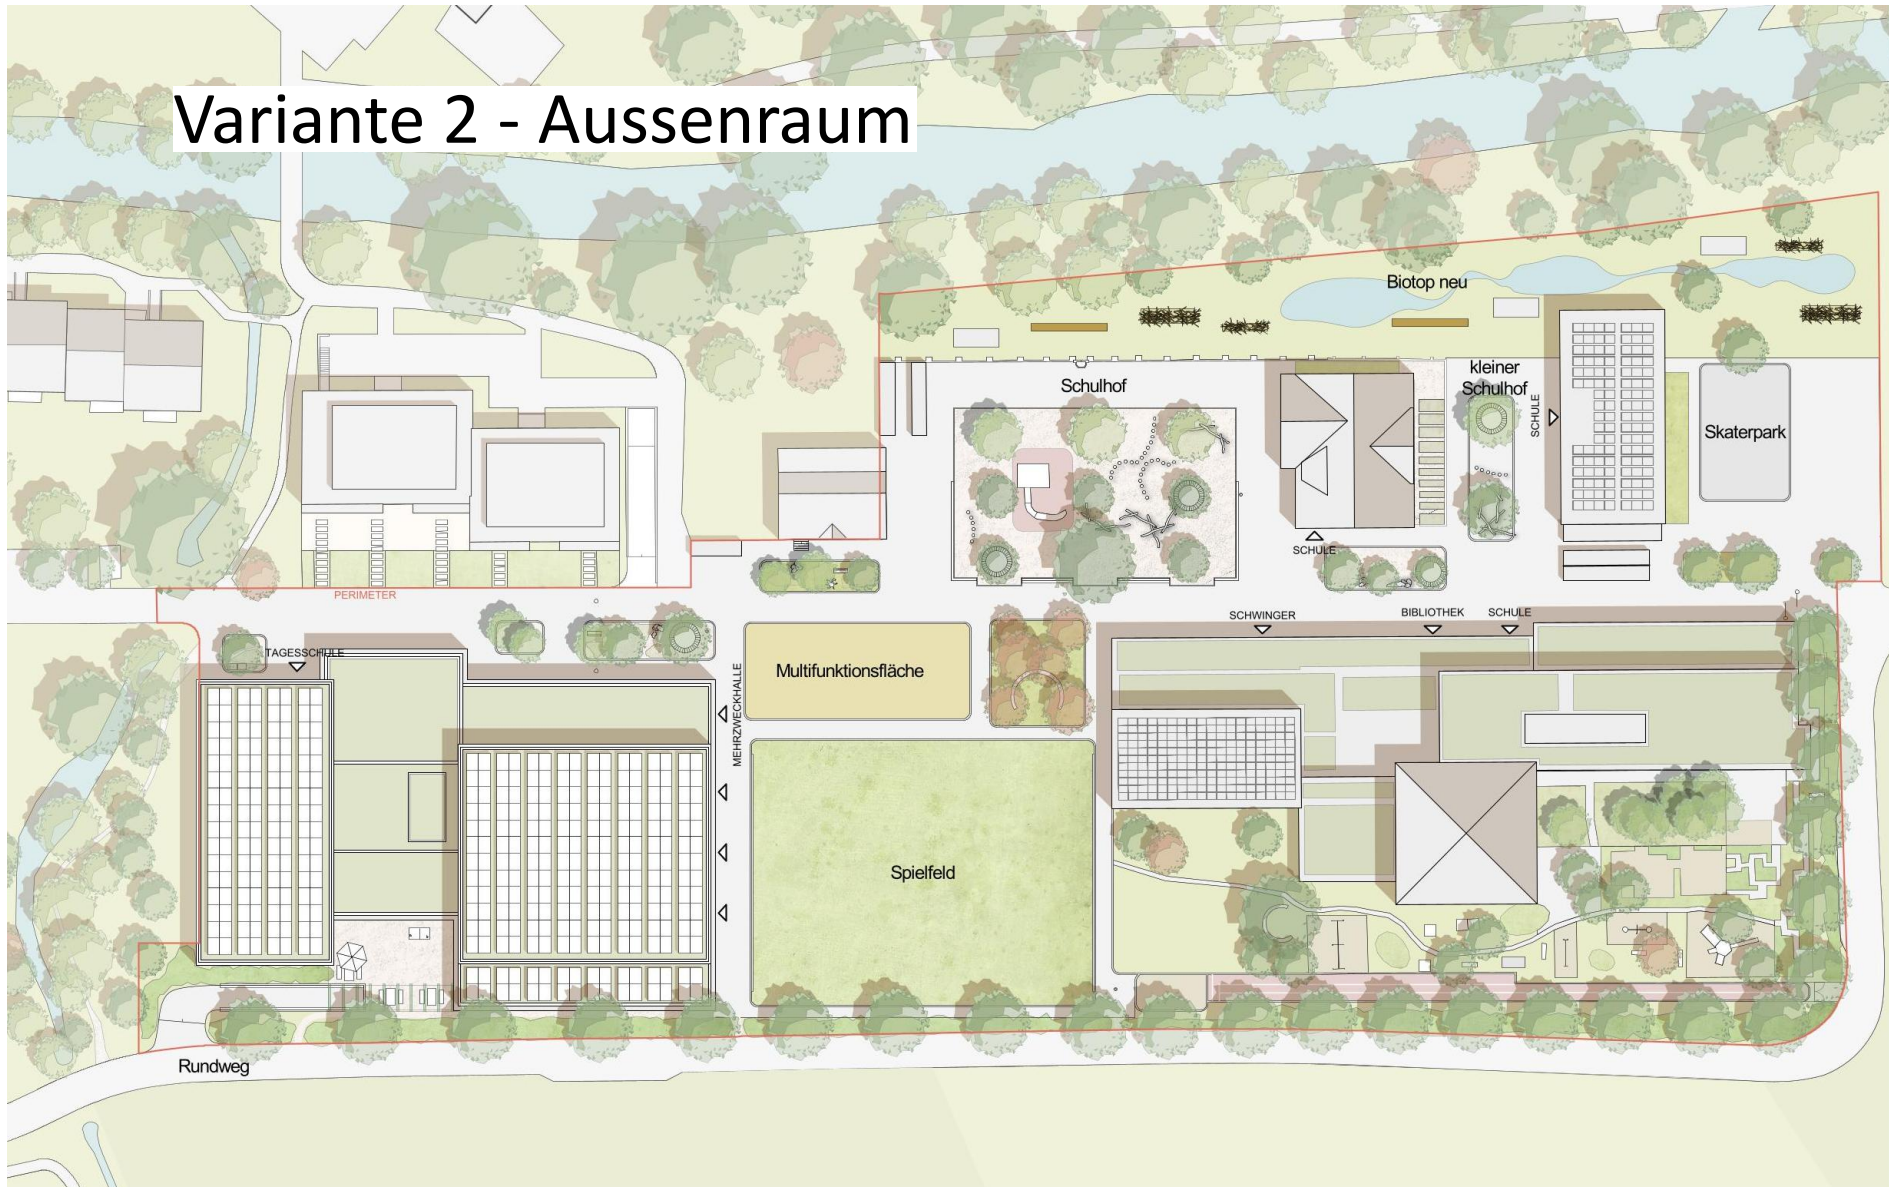 Variante 2 - Aussenraum
Biotop neu
Schulhof
kleiner
Schulhof
SCHULE
Skaterpark
SCHULE
PERIMETER
SCHWINGER
BIBLIOTHEK
SCHULE
TAGESSCHULE
MEHRZWECKHALLE
Multifunktionsfläche
Spielfeld
Rundweg